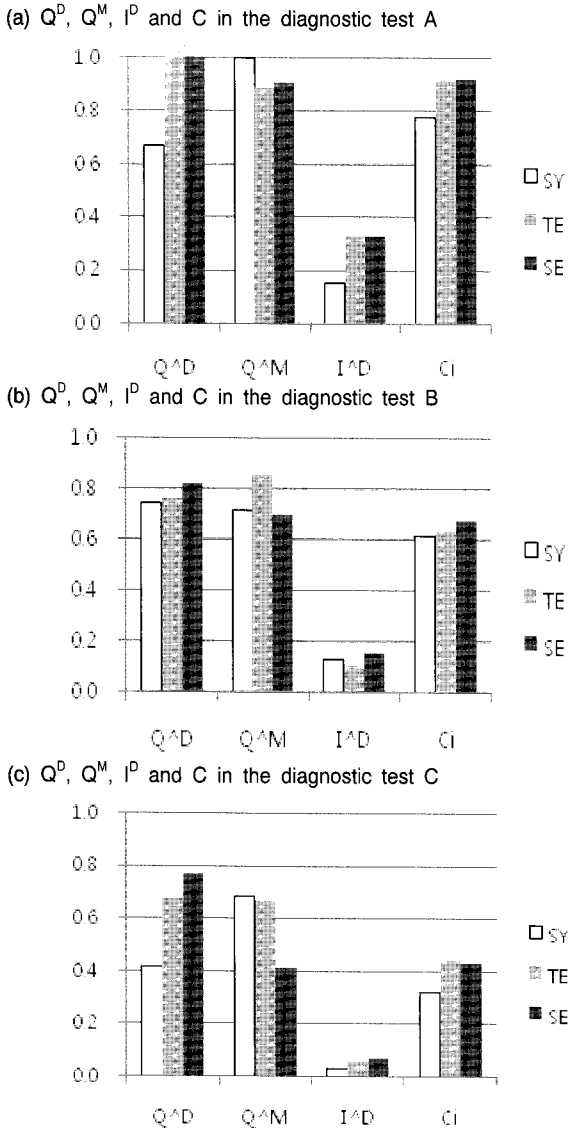 (a) Q^D, Q^M, I^D and C in the diagnostic test A
1.0
0.8
0.6
0.4
0.2
0.0
Q^D Q^M I^D Ci
SY
TE
SE
(b) Q^D, Q^M, I^D and C in the diagnostic test B
1.0
0.8
0.6
0.4
0.2
0.0
Q^D Q^M I^D Ci
SY
TE
SE
(c) Q^D, Q^M, I^D and C in the diagnostic test C
1.0
0.8
0.6
0.4
0.2
0.0
Q^D Q^M I^D Ci
SY
TE
SE